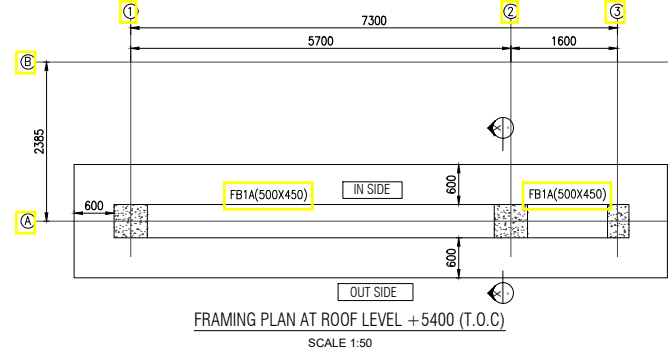 1
2
3
7300
5700
1600
B
2385
X
-
600
FB1A(500X450)
IN SIDE
600
FB1A(500X450)
A
600
OUT SIDE
X
-
FRAMING PLAN AT ROOF LEVEL +5400 (T.O.C)
SCALE 1:50